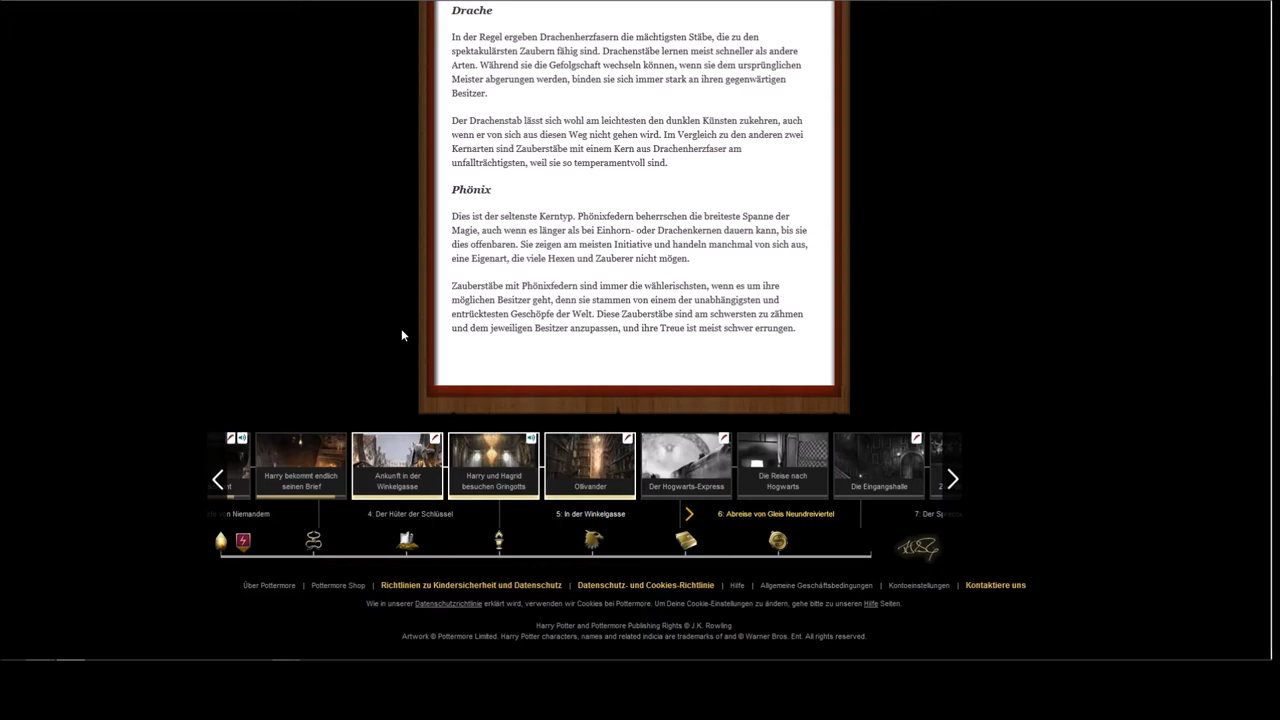 Drache
In der Regel ergeben Drachenherzfasern die mächtigsten Stäbe, die zu den
spektakulärsten Zaubern fähig sind. Drachenstäbe lernen meist schneller als andere
Arten. Während sie die Gefolgschaft wechseln können, wenn sie dem ursprünglichen
Meister abgerungen werden, binden sie sich immer stark an ihren gegenwärtigen
Besitzer.
Der Drachenstab lässt sich wohl am leichtesten den dunklen Künsten zukehren, auch
wenn er von sich aus diesen Weg nicht gehen wird. Im Vergleich zu den anderen zwei
Kernarten sind Zauberstäbe mit einem Kern aus Drachenherzfaser am
unfallträchtigsten, weil sie so temperamentvoll sind.
Phönix
Dies ist der seltenste Kerntyp. Phönixfedern beherrschen die breiteste Spanne der
Magie, auch wenn es länger als bei Einhorn- oder Drachenkernen dauern kann, bis sie
dies offenbaren. Sie zeigen am meisten Initiative und handeln manchmal von sich aus,
eine Eigenart, die viele Hexen und Zauberer nicht mögen.
Zauberstäbe mit Phönixfedern sind immer die wählerischsten, wenn es um ihre
möglichen Besitzer geht, denn sie stammen von einem der unabhängigsten und
entrücktesten Geschöpfe der Welt. Diese Zauberstäbe sind am schwersten zu zähmen
und dem jeweiligen Besitzer anzupassen, und ihre Treue ist meist schwer errungen.
Harry bekommt endlich
seinen Brief
Ankunft in der
Winkelgasse
Harry und Hagrid
besuchen Gringotts
Ollivander
Der Hogwarts-Express
Die Reise nach
Hogwarts
Die Eingangshalle
von Niemandem
4: Der Hüter der Schlüssel
5: In der Winkelgasse
6: Abreise von Gleis Neundreiviertel
7: Der
Über Pottermore | Pottermore Shop | Richtlinien zu Kindersicherheit und Datenschutz | Datenschutz- und Cookies-Richtlinie | Hilfe | Allgemeine Geschäftsbedingungen | Kontoeinstellungen | Kontaktiere uns
Wie in unserer Datenschutzrichtlinie erklärt wird, verwenden wir Cookies bei Pottermore. Um Deine Cookie-Einstellungen zu ändern, gehe bitte zu unseren Hilfe Seiten.
Harry Potter and Pottermore Publishing Rights © J.K. Rowling
Artwork © Pottermore Limited. Harry Potter characters, names and related indicia are trademarks of and © Warner Bros. Ent. All rights reserved.